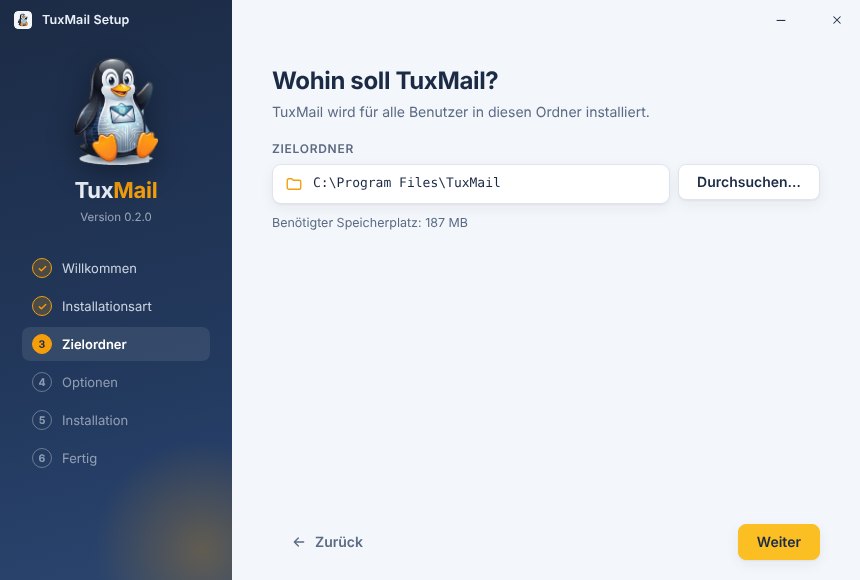 TuxMail Setup
TuxMail
Version 0.2.0
Willkommen
Installationsart
3 Zielordner
4 Optionen
5 Installation
6 Fertig
Wohin soll TuxMail?
TuxMail wird für alle Benutzer in diesen Ordner installiert.
ZIELORDNER
C:\Program Files\TuxMail
Durchsuchen...
Benötigter Speicherplatz: 187 MB
Zurück
Weiter